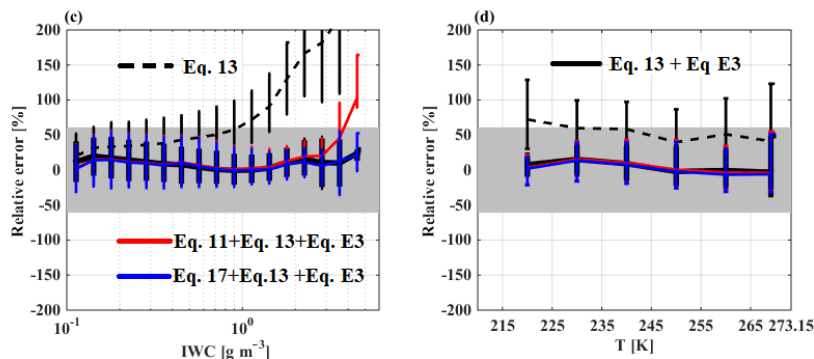 (c)
200
150
100
50
0
-50
-100
-150
-200
Relative error [%]
Eq. 13
Eq. 11+Eq. 13+Eq. E3
Eq. 17+Eq.13 +Eq. E3
10⁻¹
10⁰
IWC [g m⁻³]
(d)
200
150
100
50
0
-50
-100
-150
-200
Relative error [%]
Eq. 13 + Eq E3
215 225 235 245 255 265 273.15
T [K]